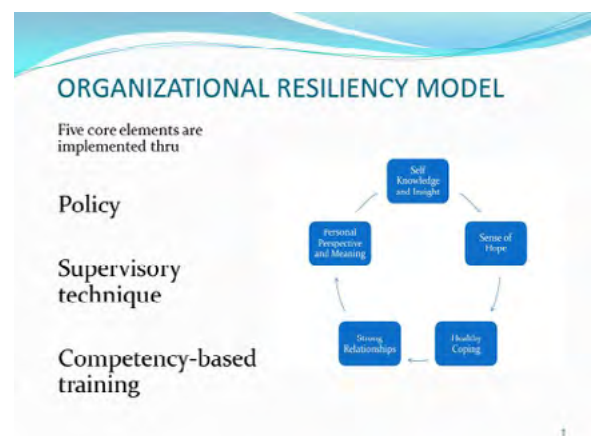 ORGANIZATIONAL RESILIENCY MODEL
Five core elements are
implemented thru
Policy
Supervisory
technique
Competency-based
training
Self
Knowledge
and Insight
Sense of
Hope
Healthy
Coping
Strong
Relationships
Personal
Perspective
and Meaning